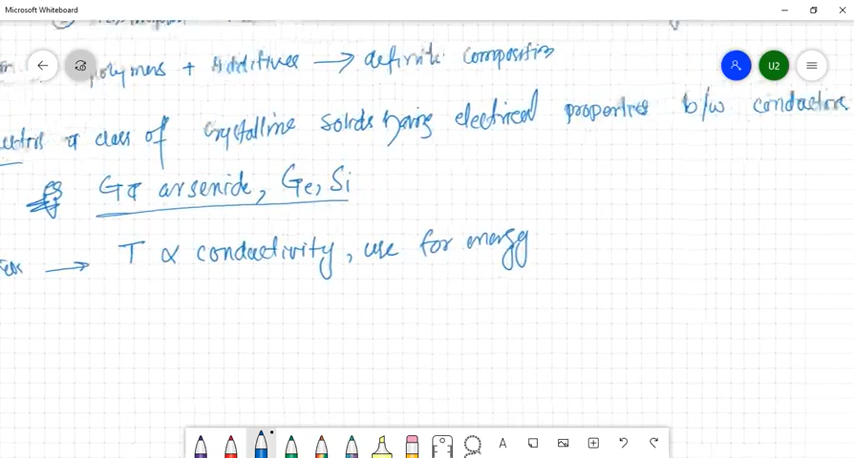 Microsoft Whiteboard
polymers + Additives → definite composition
U2
a class of crystalline solids having electrical properties b/w conductors
Ga arsenide, Ge, Si
→ T ∝ conductivity, use for energy
A